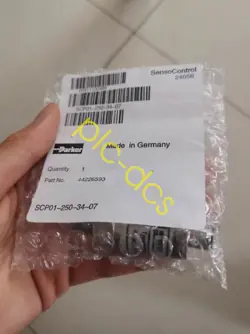 SensoControl
SCP01-250-34-07
Parker
Made in Germany
Quantity 1
Part No. 44226593
SCP01-250-34-07
plc-dcs